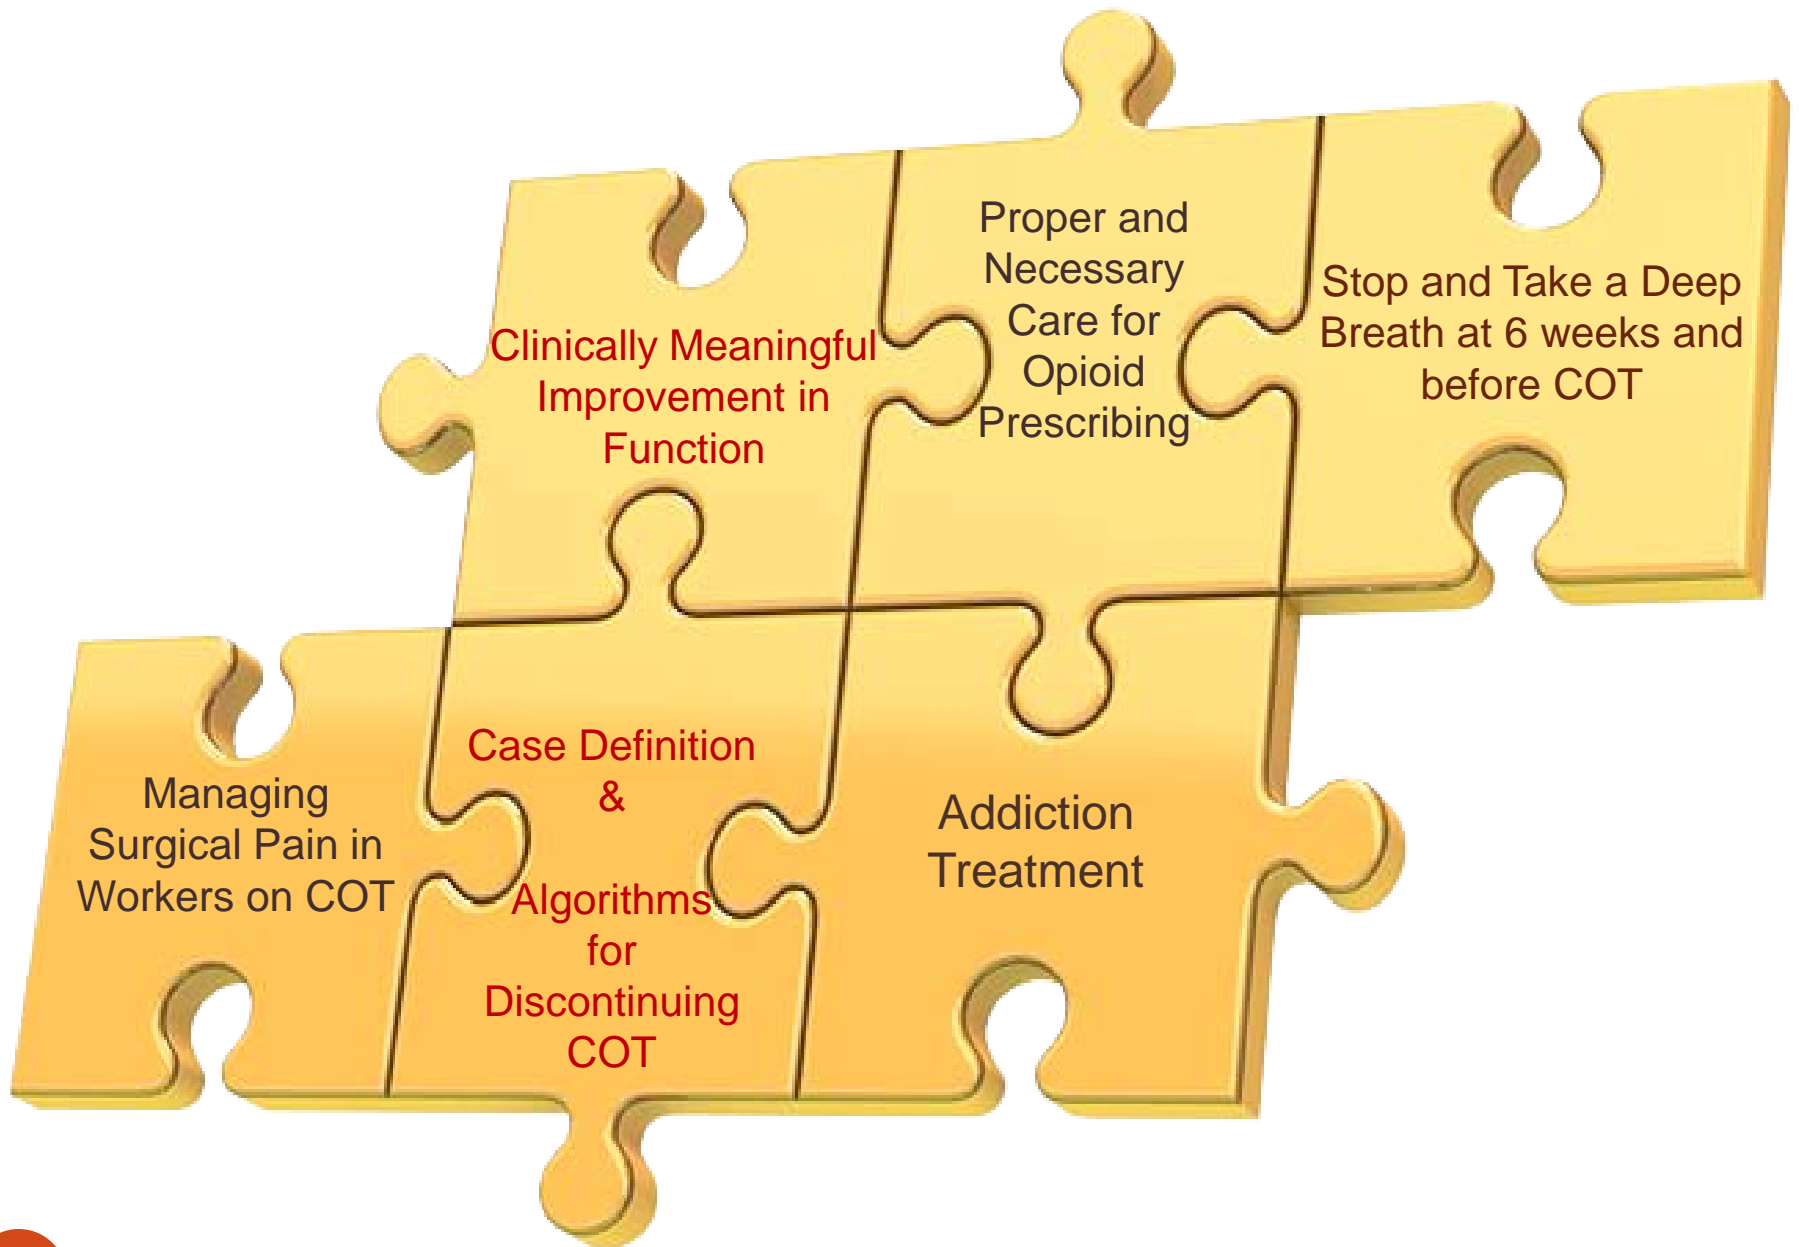 Clinically Meaningful
Improvement in
Function
Proper and
Necessary
Care for
Opioid
Prescribing
Stop and Take a Deep
Breath at 6 weeks and
before COT
Managing
Surgical Pain in
Workers on COT
Case Definition
&
Algorithms
for
Discontinuing
COT
Addiction
Treatment